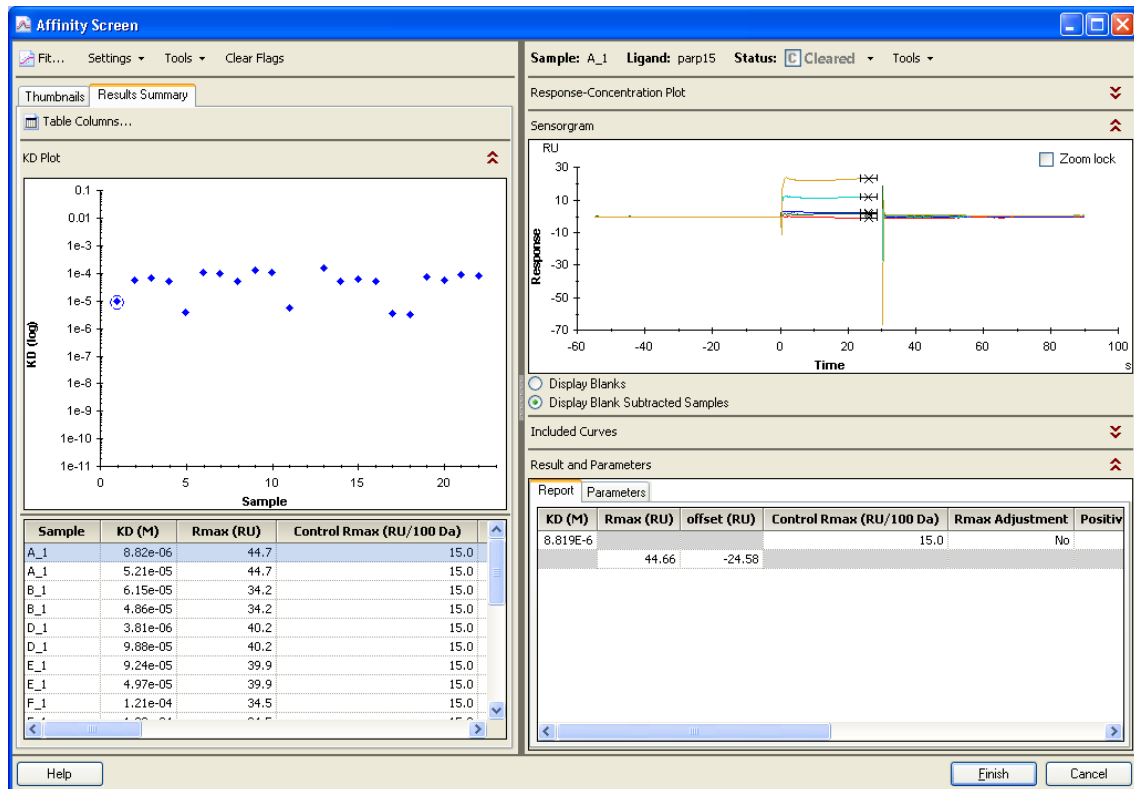 Affinity Screen
Fit... Settings Tools Clear Flags
Thumbnails Results Summary
Table Columns...
KD Plot
0.1
0.01
1e-3
1e-4
1e-5
1e-6
1e-7
1e-8
1e-9
1e-10
1e-11
KD (log)
0 5 10 15 20
Sample
Sample KD (M) Rmax (RU) Control Rmax (RU/100 Da)
A_1 8.82e-06 44.7 15.0
A_1 5.21e-05 44.7 15.0
B_1 6.15e-05 34.2 15.0
B_1 4.86e-05 34.2 15.0
D_1 3.81e-06 40.2 15.0
D_1 9.88e-05 40.2 15.0
E_1 9.24e-05 39.9 15.0
E_1 4.97e-05 39.9 15.0
F_1 1.21e-04 34.5 15.0
Sample: A_1 Ligand: parp15 Status: C Cleared Tools
Response-Concentration Plot
Sensorgram
RU
Zoom lock
30
10
-10
-30
-50
-70
Response
-60 -40 -20 0 20 40 60 80 100
Time s
Display Blanks
Display Blank Subtracted Samples
Included Curves
Result and Parameters
Report Parameters
KD (M) Rmax (RU) offset (RU) Control Rmax (RU/100 Da) Rmax Adjustment Positiv
8.819E-6 15.0 No
44.66 -24.58
Help Finish Cancel